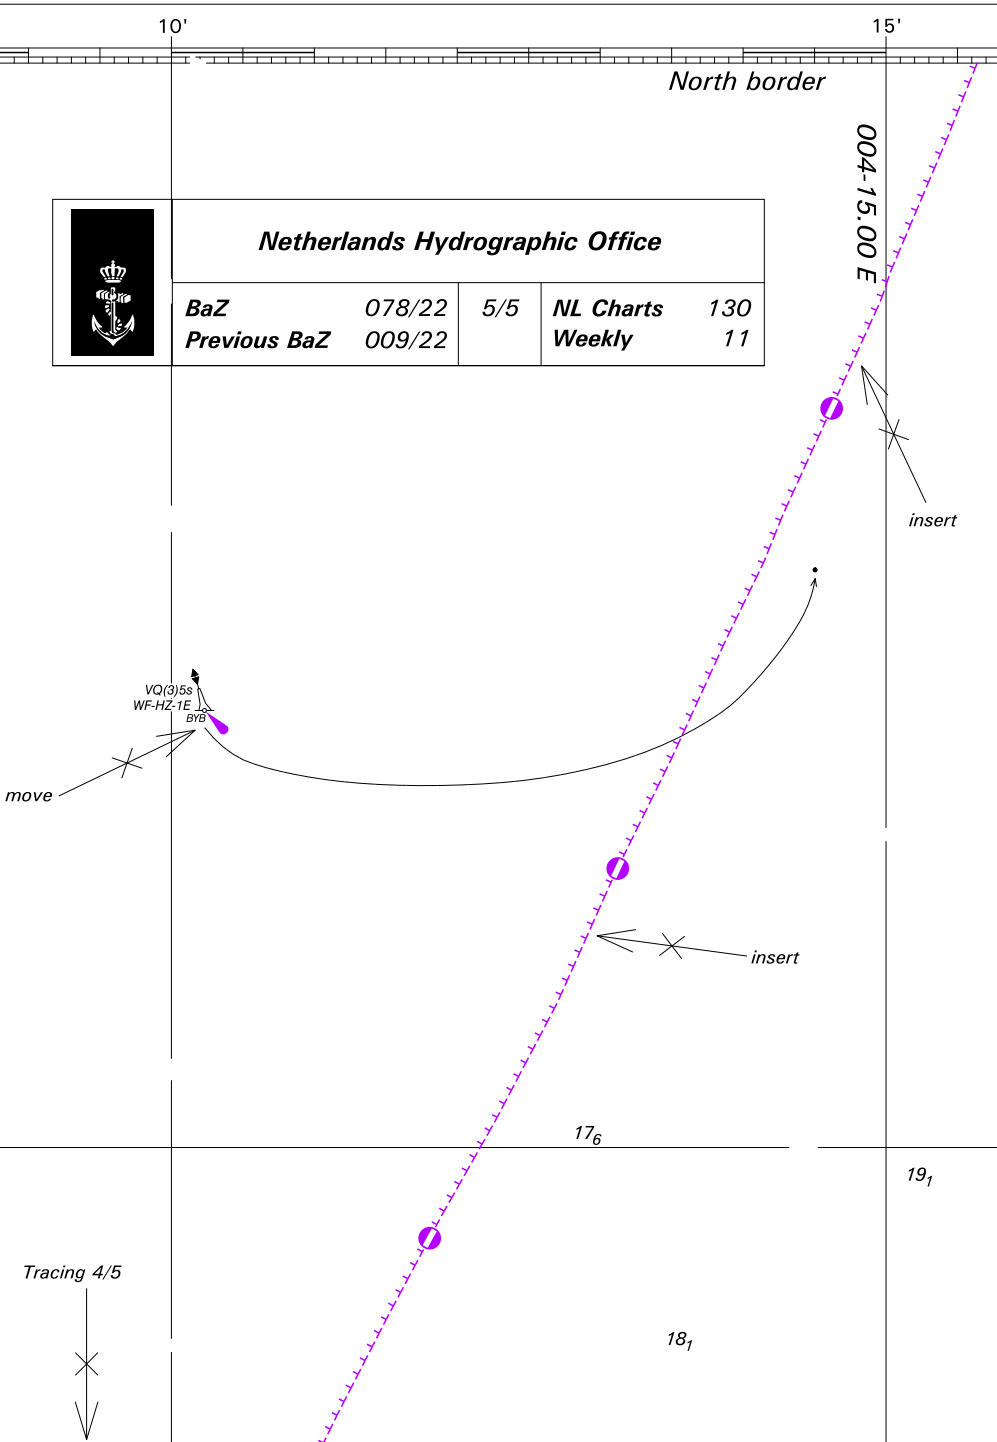 10' 15'
North border
004-15.00 E
Netherlands Hydrographic Office
BaZ 078/22 5/5 NL Charts 130
Previous BaZ 009/22 Weekly 11
insert
VQ(3)5s
WF-HZ-1E
BYB
move
insert
17₆
19₁
Tracing 4/5
18₁